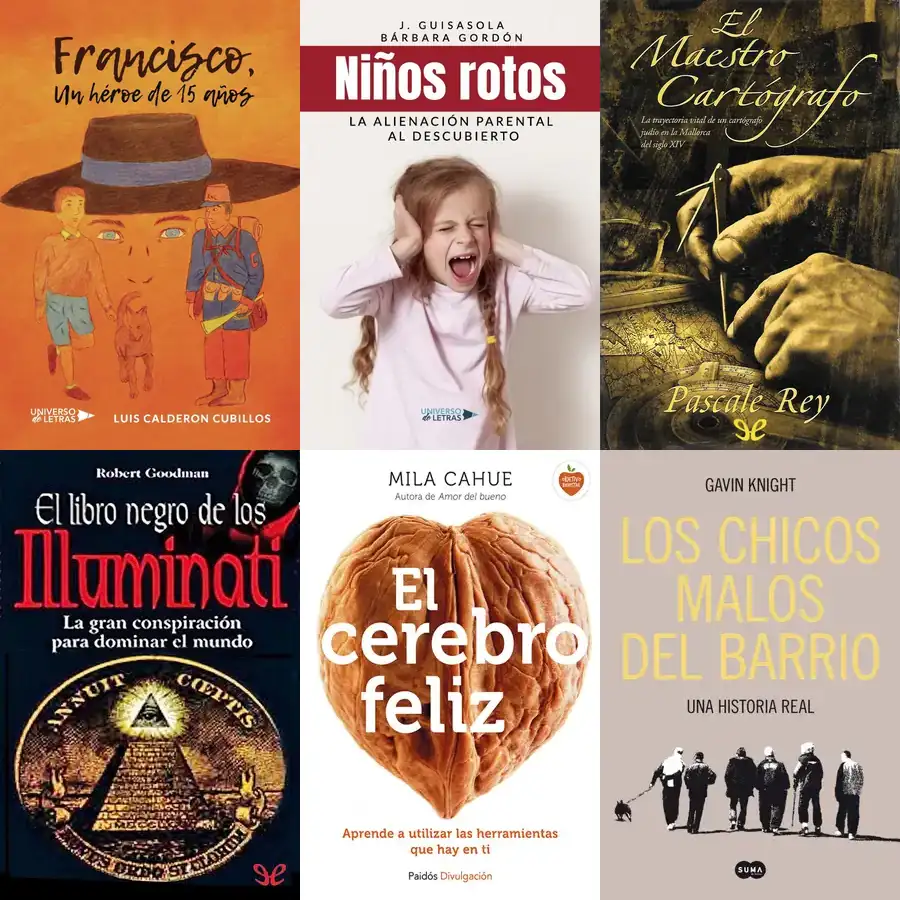 Francisco,
Un héroe de 15 años
UNIVERSO
de LETRAS
LUIS CALDERON CUBILLOS
J. GUISASOLA
BÁRBARA GORDÓN
Niños rotos
LA ALIENACIÓN PARENTAL
AL DESCUBIERTO
UNIVERSO
de LETRAS
El
Maestro
Cartógrafo
La trayectoria vital de un cartógrafo
judío en la Mallorca
del siglo XIV
Pascale Rey
Robert Goodman
El libro negro de los
Illuminati
La gran conspiración
para dominar el mundo
ANNUIT CŒPTIS
MILA CAHUE
Autora de Amor del bueno
El
cerebro
feliz
Aprende a utilizar las herramientas
que hay en ti
Paidós Divulgación
GAVIN KNIGHT
LOS CHICOS
MALOS
DEL BARRIO
UNA HISTORIA REAL
SUMA